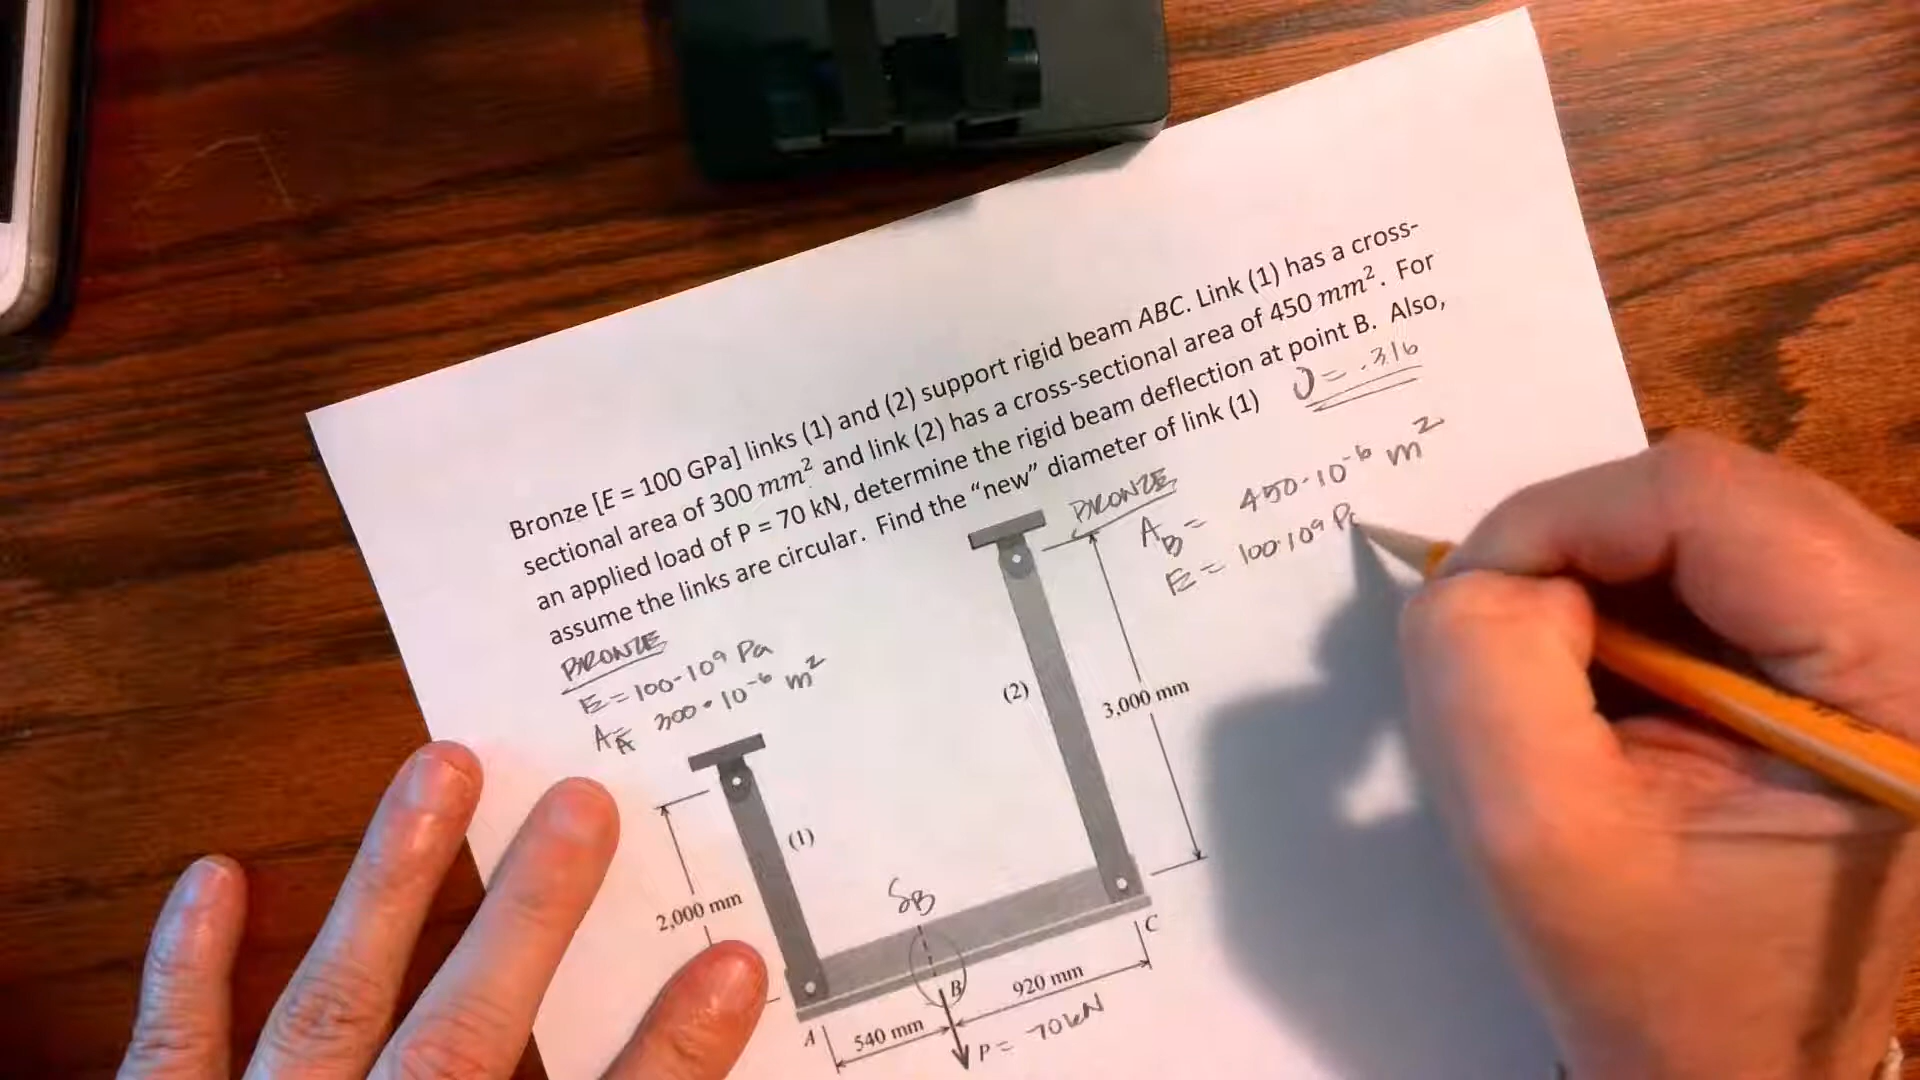 Bronze [E = 100 GPa] links (1) and (2) support rigid beam ABC. Link (1) has a cross-
sectional area of 300 mm² and link (2) has a cross-sectional area of 450 mm². For
an applied load of P = 70 kN, determine the rigid beam deflection at point B. Also,
assume the links are circular. Find the “new” diameter of link (1)
υ = .316
BRONZE
A_B = 450·10⁻⁶ m²
E = 100·10⁹ Pa
BRONZE
E = 100·10⁹ Pa
A_A = 300·10⁻⁶ m²
(2)
3,000 mm
(1)
2,000 mm
δ_B
C
B
920 mm
A
540 mm
P = 70 kN